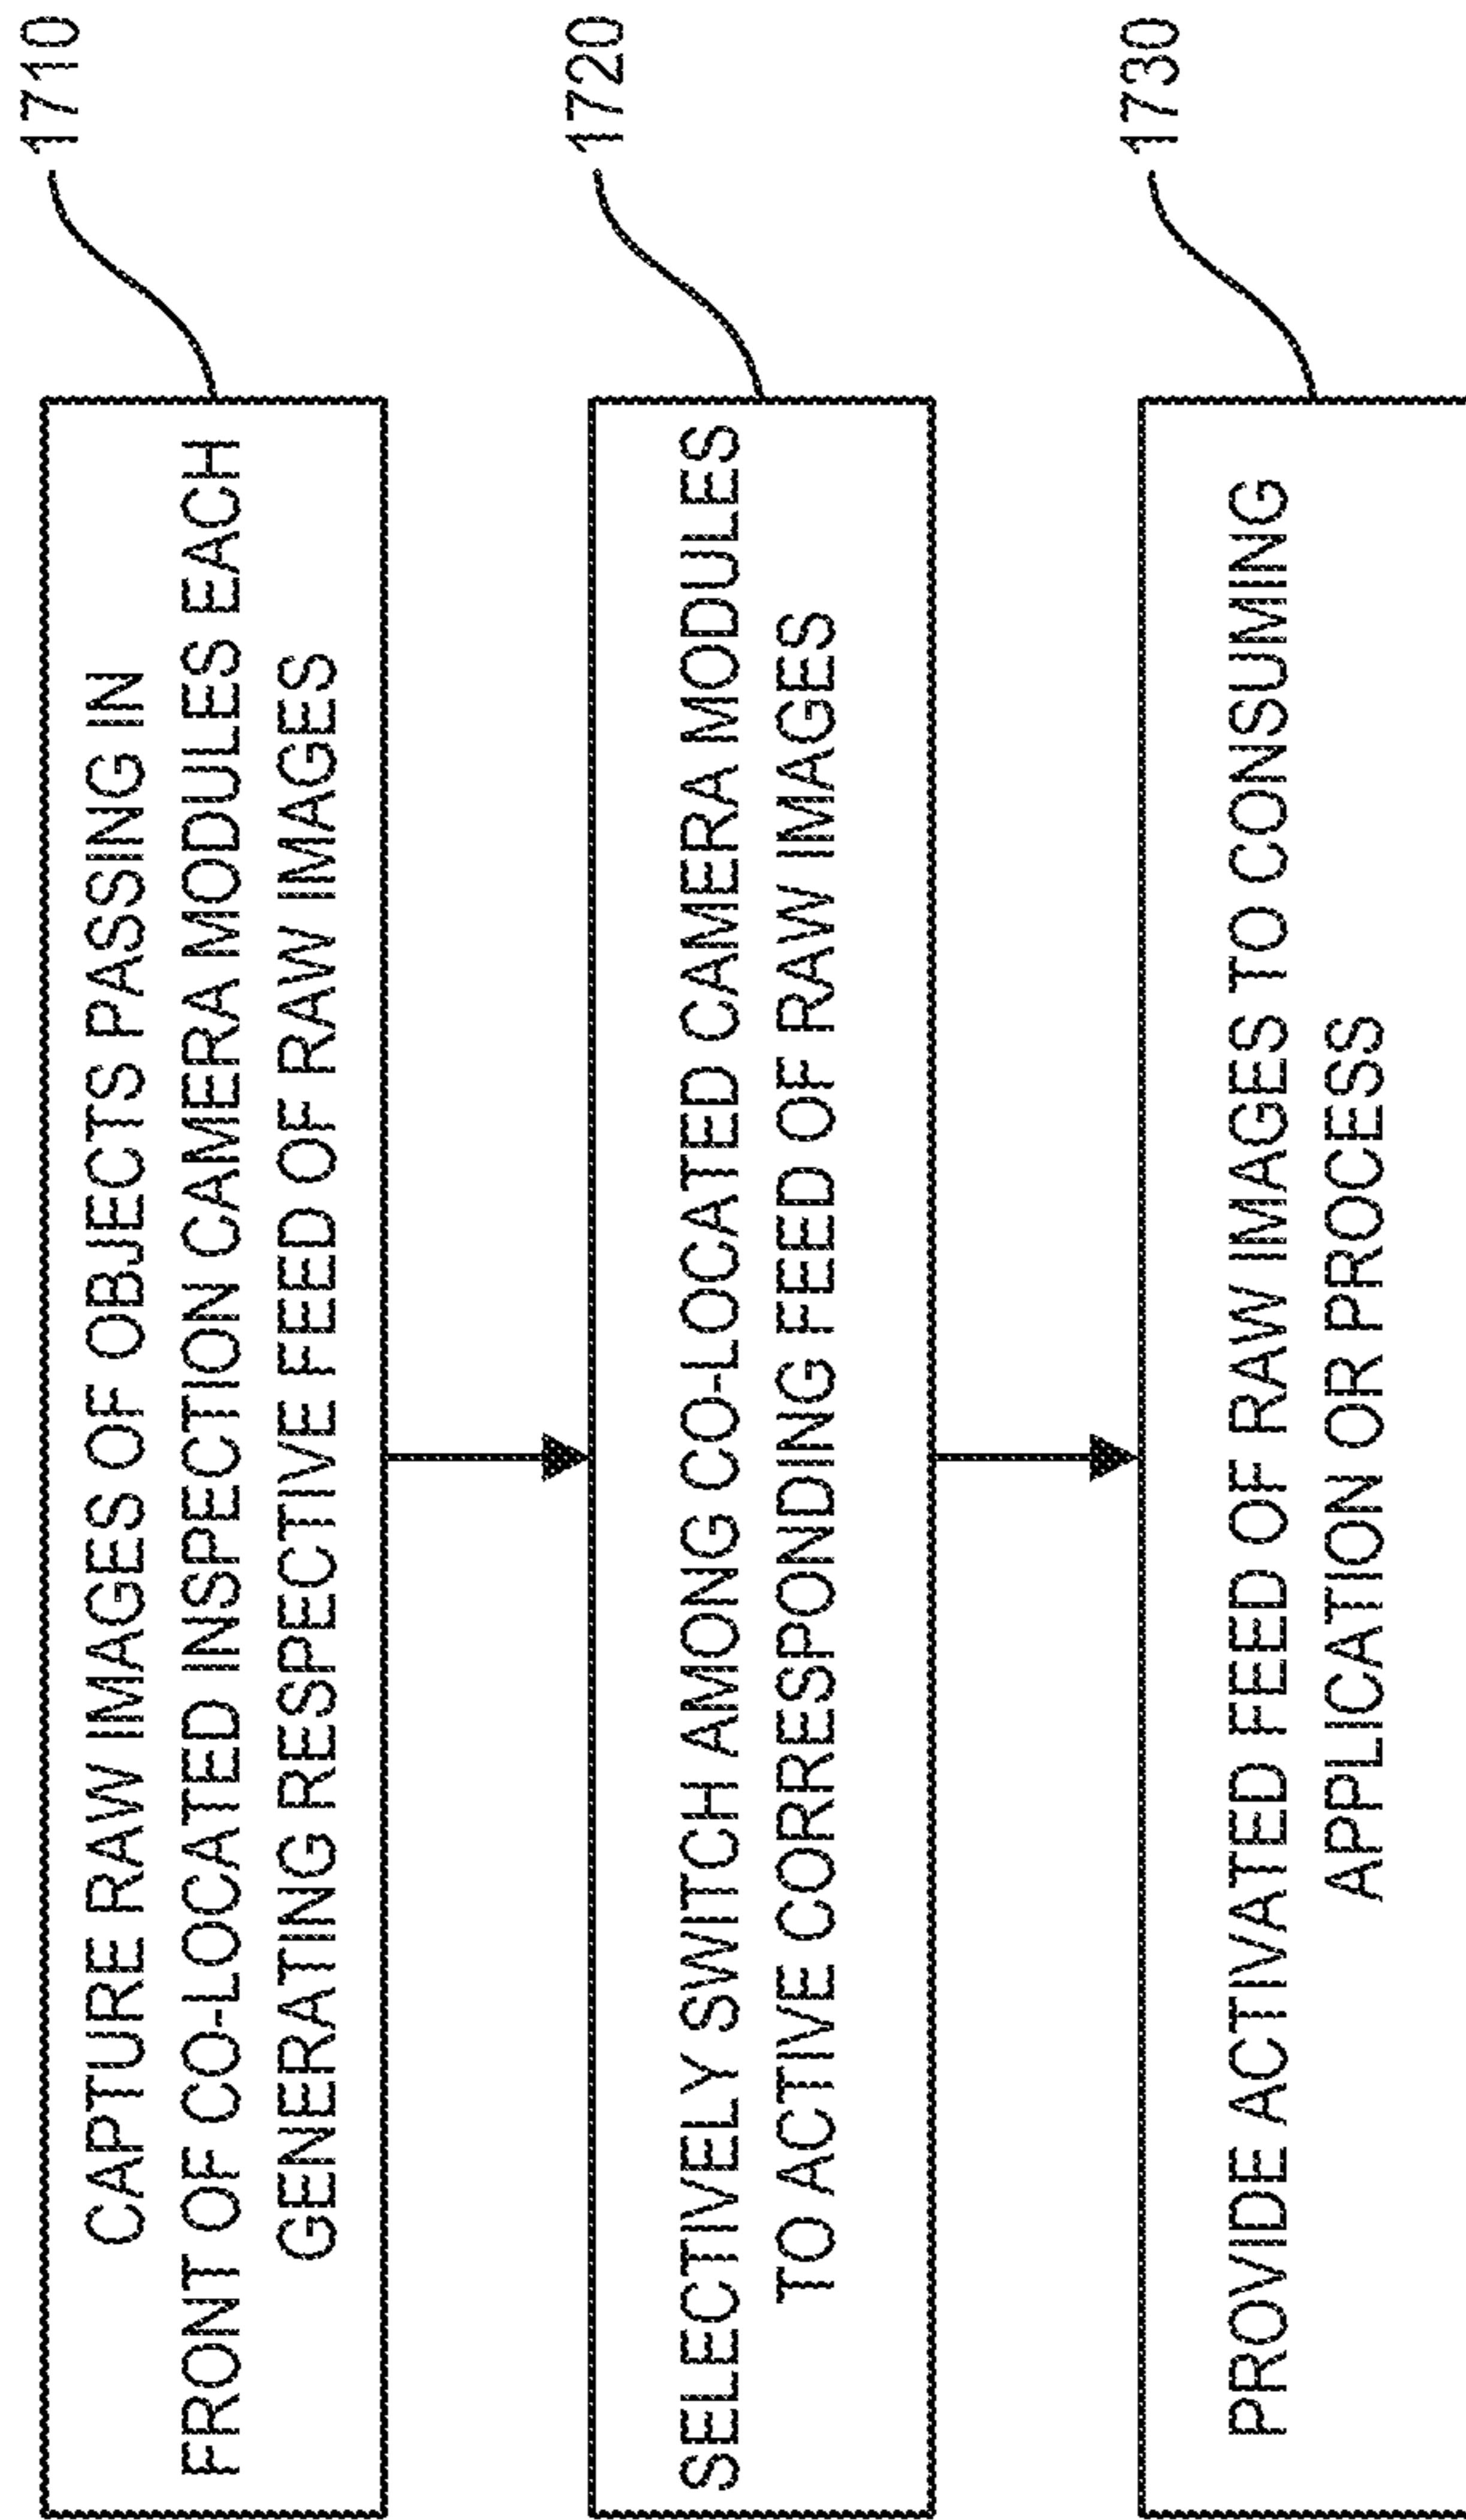 1710
CAPTURE RAW IMAGES OF OBJECTS PASSING IN
FRONT OF CO-LOCATED INSPECTION CAMERA MODULES EACH
GENERATING RESPECTIVE FEED OF RAW IMAGES
1720
SELECTIVELY SWITCH AMONG CO-LOCATED CAMERA MODULES
TO ACTIVE CORRESPONDING FEED OF RAW IMAGES
1730
PROVIDE ACTIVATED FEED OF RAW IMAGES TO CONSUMING
APPLICATION OR PROCESS